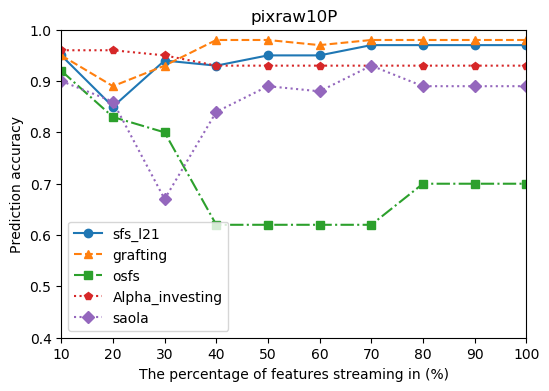 pixraw10P
1.0
0.9
0.8
0.7
0.6
0.5
0.4
Prediction accuracy
sfs_l21
grafting
osfs
Alpha_investing
saola
10 20 30 40 50 60 70 80 90 100
The percentage of features streaming in (%)